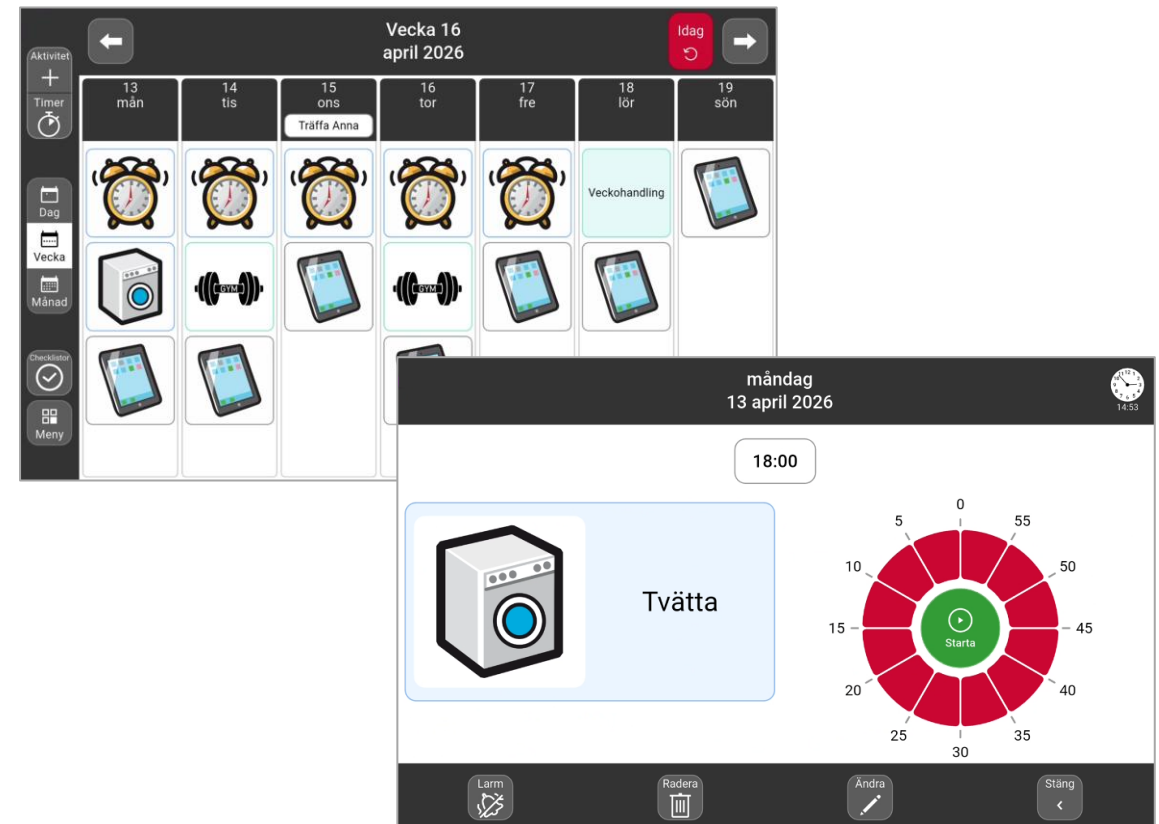 Vecka 16
april 2026
Idag
Aktivitet
Timer
Dag
Vecka
Månad
Checklistor
Meny
13
mån
14
tis
15
ons
Träffa Anna
16
tor
17
fre
18
lör
19
sön
Veckohandling
GYM
GYM
måndag
13 april 2026
14:53
18:00
Tvätta
0
55
50
45
40
35
30
25
20
15
10
5
Starta
Larm
Radera
Ändra
Stäng